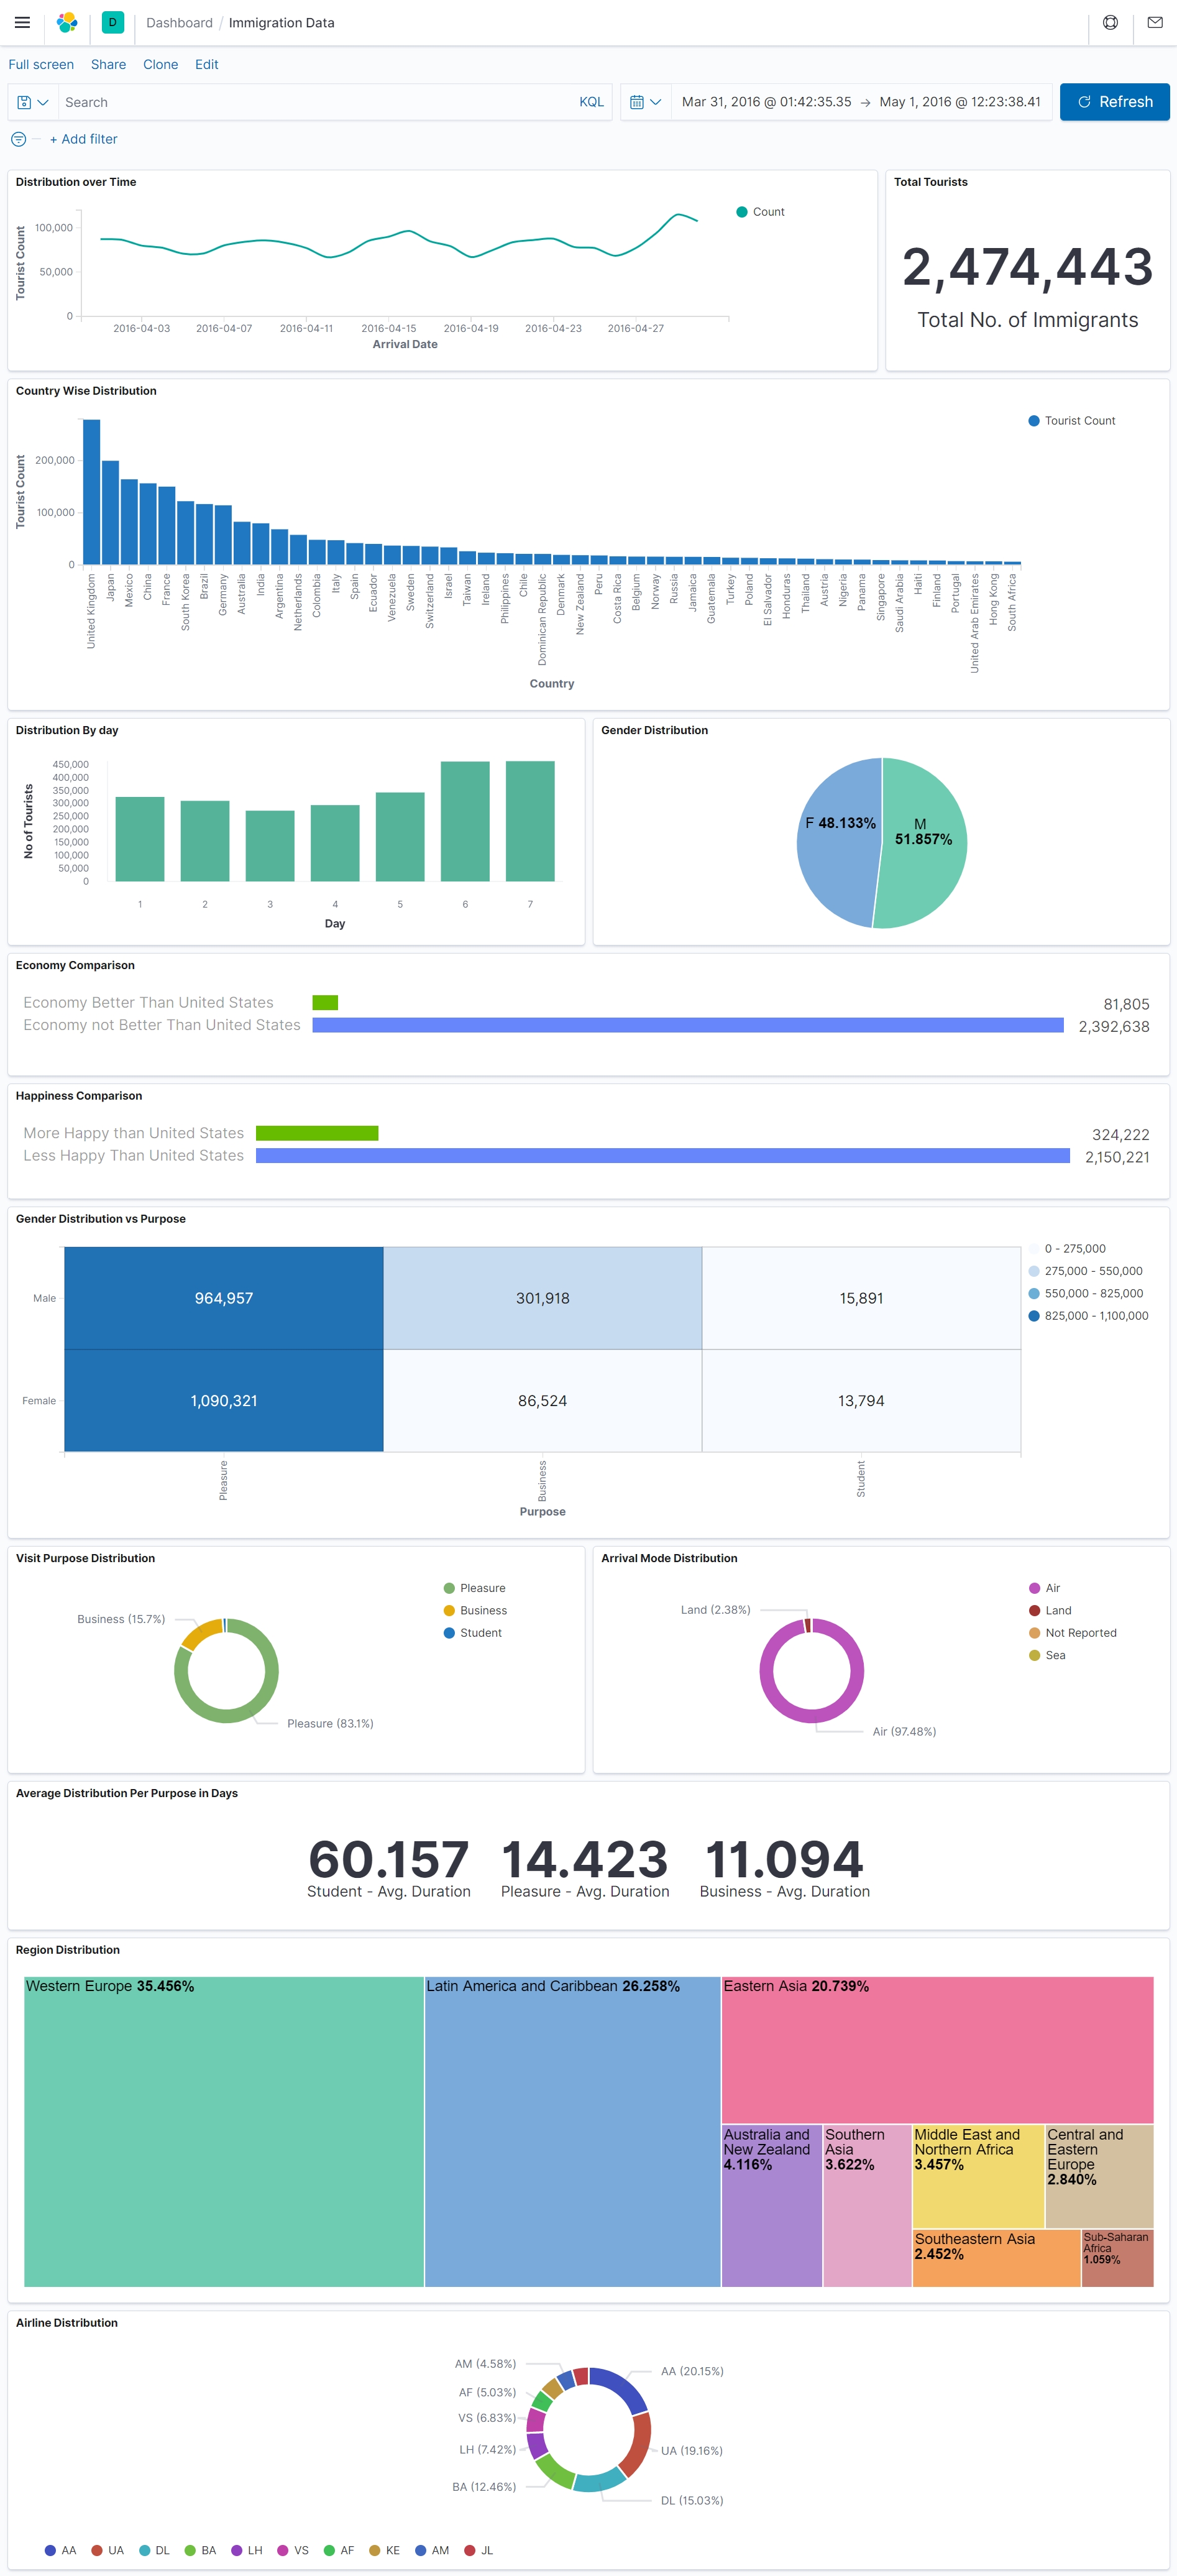 D
Dashboard / Immigration Data
Full screen Share Clone Edit
Search KQL
Mar 31, 2016 @ 01:42:35.35 → May 1, 2016 @ 12:23:38.41
Refresh
+ Add filter
Distribution over Time
Tourist Count
100,000
50,000
0
2016-04-03 2016-04-07 2016-04-11 2016-04-15 2016-04-19 2016-04-23 2016-04-27
Arrival Date
Count
Total Tourists
2,474,443
Total No. of Immigrants
Country Wise Distribution
Tourist Count
200,000
100,000
0
United Kingdom
Japan
Mexico
China
France
South Korea
Brazil
Germany
Australia
India
Argentina
Netherlands
Colombia
Italy
Spain
Ecuador
Venezuela
Sweden
Switzerland
Israel
Taiwan
Ireland
Philippines
Chile
Dominican Republic
Denmark
New Zealand
Peru
Costa Rica
Belgium
Norway
Russia
Jamaica
Guatemala
Turkey
Poland
El Salvador
Honduras
Thailand
Austria
Nigeria
Panama
Singapore
Saudi Arabia
Haiti
Finland
Portugal
United Arab Emirates
Hong Kong
South Africa
Country
Tourist Count
Distribution By day
No of Tourists
450,000
400,000
350,000
300,000
250,000
200,000
150,000
100,000
50,000
0
1 2 3 4 5 6 7
Day
Gender Distribution
F 48.133%
M
51.857%
Economy Comparison
Economy Better Than United States 81,805
Economy not Better Than United States 2,392,638
Happiness Comparison
More Happy than United States 324,222
Less Happy Than United States 2,150,221
Gender Distribution vs Purpose
Male 964,957 301,918 15,891
Female 1,090,321 86,524 13,794
Pleasure
Business
Student
Purpose
0 - 275,000
275,000 - 550,000
550,000 - 825,000
825,000 - 1,100,000
Visit Purpose Distribution
Business (15.7%)
Pleasure (83.1%)
Pleasure
Business
Student
Arrival Mode Distribution
Land (2.38%)
Air (97.48%)
Air
Land
Not Reported
Sea
Average Distribution Per Purpose in Days
60.157 14.423 11.094
Student - Avg. Duration Pleasure - Avg. Duration Business - Avg. Duration
Region Distribution
Western Europe 35.456%
Latin America and Caribbean 26.258%
Eastern Asia 20.739%
Australia and
New Zealand
4.116%
Southern
Asia
3.622%
Middle East and
Northern Africa
3.457%
Central and
Eastern
Europe
2.840%
Southeastern Asia
2.452%
Sub-Saharan
Africa
1.059%
Airline Distribution
AM (4.58%)
AF (5.03%)
VS (6.83%)
LH (7.42%)
BA (12.46%)
AA (20.15%)
UA (19.16%)
DL (15.03%)
AA UA DL BA LH VS AF KE AM JL